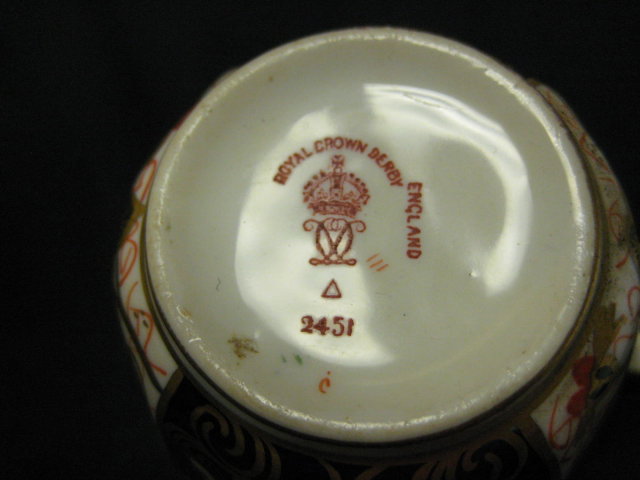 ROYAL CROWN DERBY
ENGLAND
2451